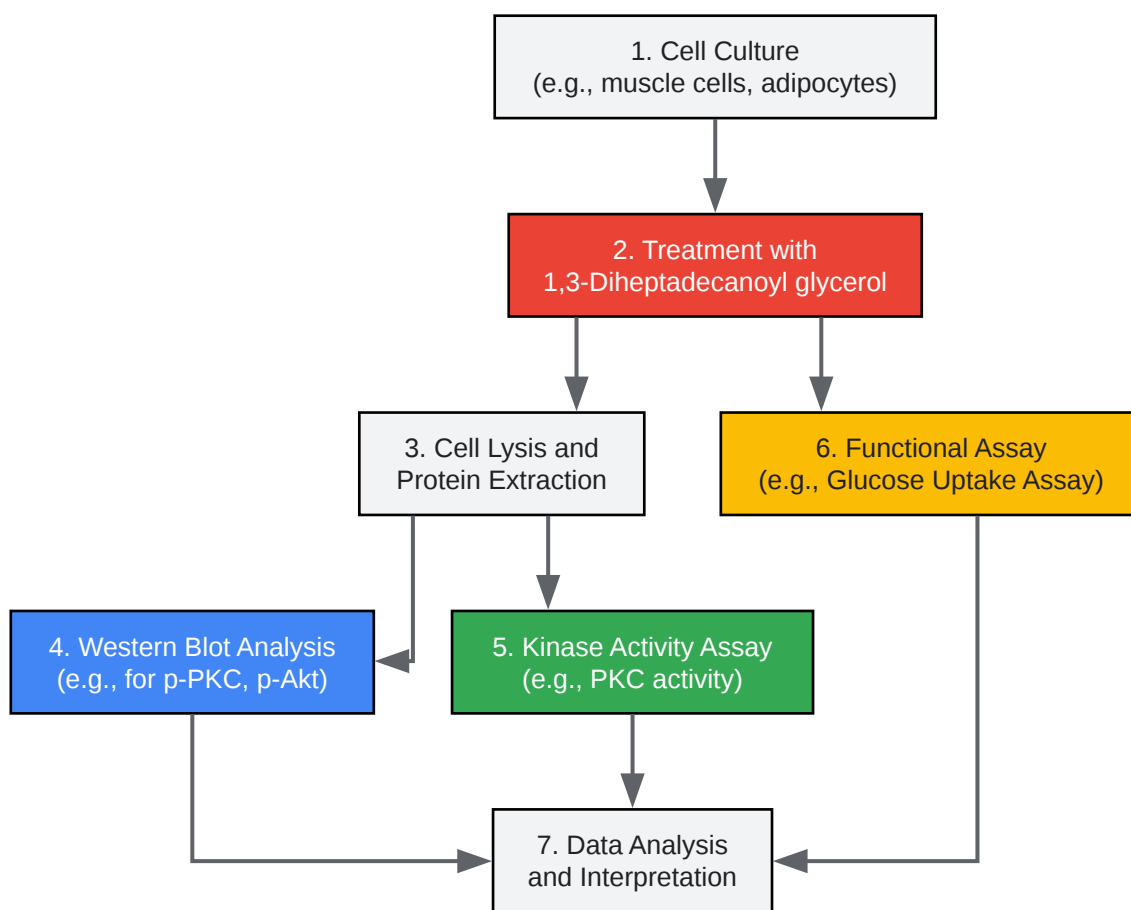 1. Cell Culture
(e.g., muscle cells, adipocytes)
2. Treatment with
1,3-Diheptadecanoyl glycerol
3. Cell Lysis and
Protein Extraction
6. Functional Assay
(e.g., Glucose Uptake Assay)
4. Western Blot Analysis
(e.g., for p-PKC, p-Akt)
5. Kinase Activity Assay
(e.g., PKC activity)
7. Data Analysis
and Interpretation